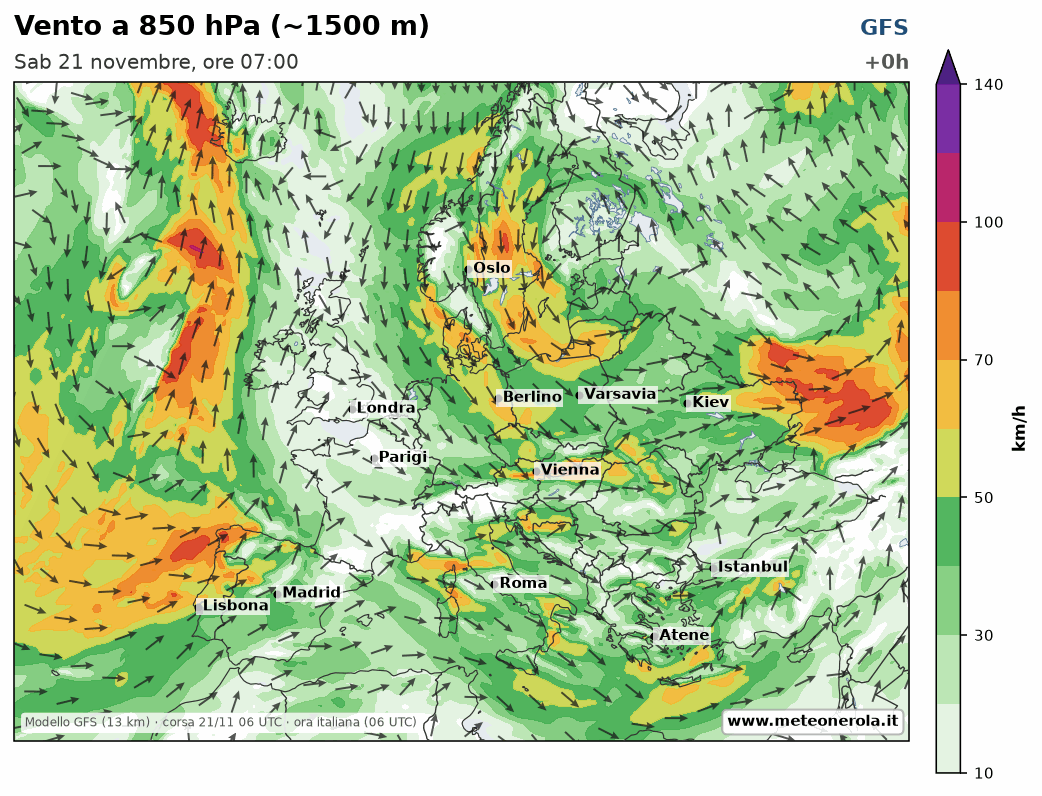 Vento a 850 hPa (~1500 m)
GFS
Sab 21 novembre, ore 07:00
+0h
140
100
70
50
30
10
km/h
Oslo
Berlino
Varsavia
Kiev
Londra
Parigi
Vienna
Istanbul
Roma
Madrid
Lisbona
Atene
Modello GFS (13 km) · corsa 21/11 06 UTC · ora italiana (06 UTC)
www.meteonerola.it